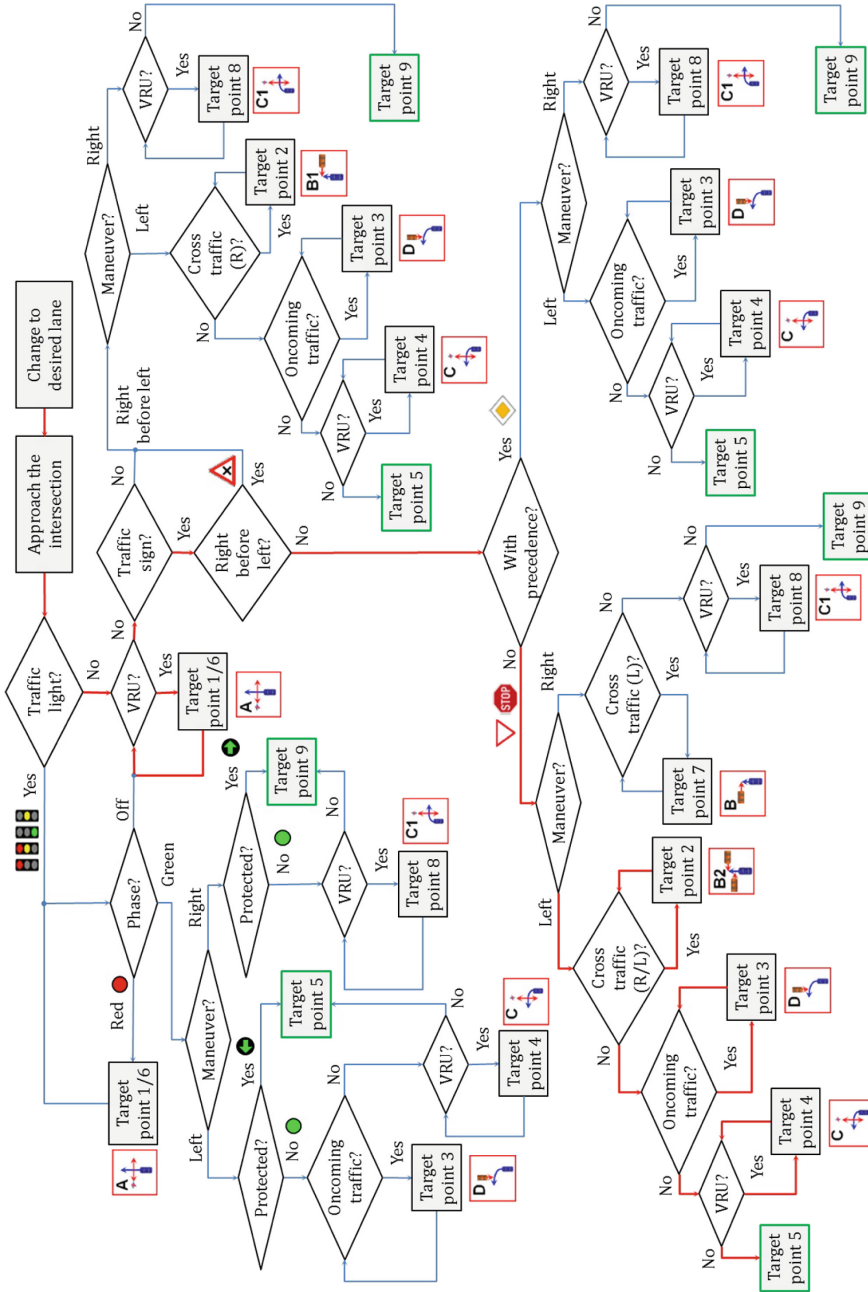 Change to
desired lane
Approach the
intersection
Traffic
light?
Yes
No
Phase?
Red
Off
Green
Target
point 1/6
A
VRU?
No
Yes
Target
point 1/6
A
Maneuver?
Left
Right
Protected?
Yes
No
Oncoming
traffic?
Yes
No
Target
point 3
D
VRU?
Yes
No
Target
point 4
C
Target
point 5
Protected?
Yes
No
VRU?
Yes
No
Target
point 8
C1
Target
point 9
Traffic
sign?
No
Yes
Right
before
left?
Yes
No
Right
before left
Maneuver?
Right
Left
VRU?
No
Yes
Target
point 8
C1
Target
point 9
Cross
traffic
(R)?
No
Yes
Target
point 2
B1
Oncoming
traffic?
No
Yes
Target
point 3
D
VRU?
No
Yes
Target
point 4
C
Target
point 5
With
precedence?
No
Yes
STOP
Maneuver?
Left
Right
Cross
traffic
(R/L)?
No
Yes
Target
point 2
B2
Oncoming
traffic?
No
Yes
Target
point 3
D
VRU?
No
Yes
Target
point 4
C
Target
point 5
Cross
traffic (L)?
No
Yes
Target
point 7
B
VRU?
No
Yes
Target
point 8
C1
Target
point 9
Maneuver?
Left
Right
Oncoming
traffic?
No
Yes
Target
point 3
D
VRU?
No
Yes
Target
point 4
C
Target
point 5
VRU?
No
Yes
Target
point 8
C1
Target
point 9